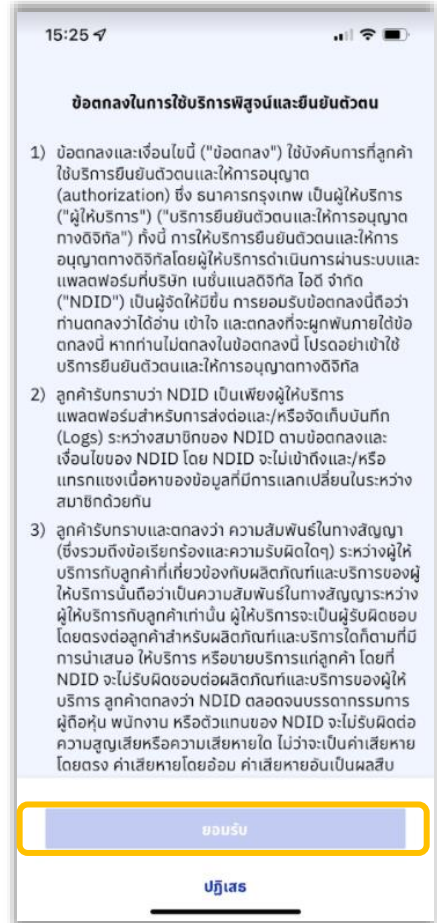 15:25
ข้อตกลงในการใช้บริการพิสูจน์และยืนยันตัวตน
1) ข้อตกลงและเงื่อนไขนี้ ("ข้อตกลง") ใช้บังคับการที่ลูกค้า
ใช้บริการยืนยันตัวตนและให้การอนุญาต
(authorization) ซึ่ง ธนาคารกรุงเทพ เป็นผู้ให้บริการ
("ผู้ให้บริการ") ("บริการยืนยันตัวตนและให้การอนุญาต
ทางดิจิทัล") ทั้งนี้ การให้บริการยืนยันตัวตนและให้การ
อนุญาตทางดิจิทัลโดยผู้ให้บริการดำเนินการผ่านระบบและ
แพลตฟอร์มที่บริษัท เนชั่นแนลดิจิทัล ไอดี จำกัด
("NDID") เป็นผู้จัดให้มีขึ้น การยอมรับข้อตกลงนี้ถือว่า
ท่านตกลงว่าได้อ่าน เข้าใจ และตกลงที่จะผูกพันภายใต้ข้อ
ตกลงนี้ หากท่านไม่ตกลงในข้อตกลงนี้ โปรดอย่าเข้าใช้
บริการยืนยันตัวตนและให้การอนุญาตทางดิจิทัล
2) ลูกค้ารับทราบว่า NDID เป็นเพียงผู้ให้บริการ
แพลตฟอร์มสำหรับการส่งต่อและ/หรือจัดเก็บบันทึก
(Logs) ระหว่างสมาชิกของ NDID ตามข้อตกลงและ
เงื่อนไขของ NDID โดย NDID จะไม่เข้าถึงและ/หรือ
แทรกแซงเนื้อหาของข้อมูลที่มีการแลกเปลี่ยนในระหว่าง
สมาชิกด้วยกัน
3) ลูกค้ารับทราบและตกลงว่า ความสัมพันธ์ในทางสัญญา
(ซึ่งรวมถึงข้อเรียกร้องและความรับผิดใดๆ) ระหว่างผู้ให้
บริการกับลูกค้าที่เกี่ยวข้องกับผลิตภัณฑ์และบริการของผู้
ให้บริการนั้นถือว่าเป็นความสัมพันธ์ในทางสัญญาระหว่าง
ผู้ให้บริการกับลูกค้าเท่านั้น ผู้ให้บริการจะเป็นผู้รับผิดชอบ
โดยตรงต่อลูกค้าสำหรับผลิตภัณฑ์และบริการใดก็ตามที่มี
การนำเสนอ ให้บริการ หรือขายบริการแก่ลูกค้า โดยที่
NDID จะไม่รับผิดชอบต่อผลิตภัณฑ์และบริการของผู้ให้
บริการ ลูกค้าตกลงว่า NDID ตลอดจนบรรดากรรมการ
ผู้ถือหุ้น พนักงาน หรือตัวแทนของ NDID จะไม่รับผิดต่อ
ความสูญเสียหรือความเสียหายใด ไม่ว่าจะเป็นค่าเสียหาย
โดยตรง ค่าเสียหายโดยอ้อม ค่าเสียหายอันเป็นผลสืบ
ยอมรับ
ปฏิเสธ